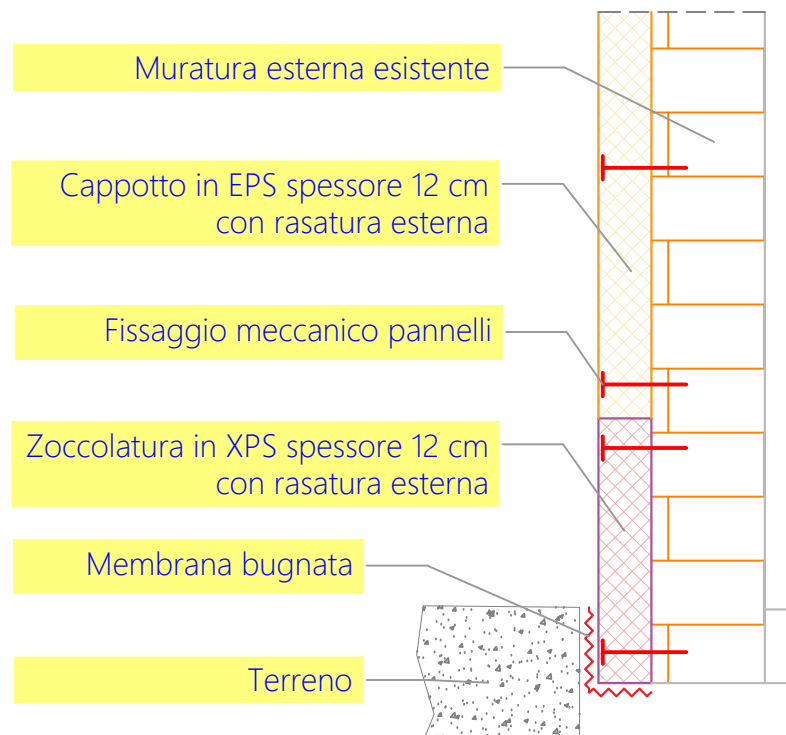 Muratura esterna esistente
Cappotto in EPS spessore 12 cm
con rasatura esterna
Fissaggio meccanico pannelli
Zoccolatura in XPS spessore 12 cm
con rasatura esterna
Membrana bugnata
Terreno